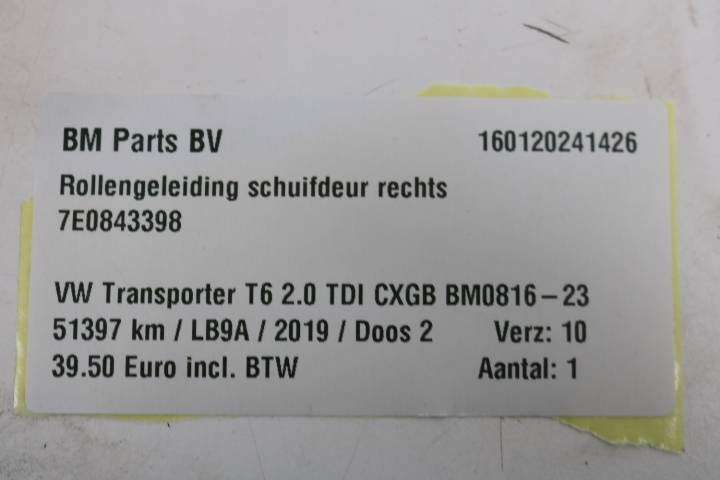 BM Parts BV 160120241426
Rollengeleiding schuifdeur rechts
7E0843398
VW Transporter T6 2.0 TDI CXGB BM0816-23
51397 km / LB9A / 2019 / Doos 2 Verz: 10
39.50 Euro incl. BTW Aantal: 1